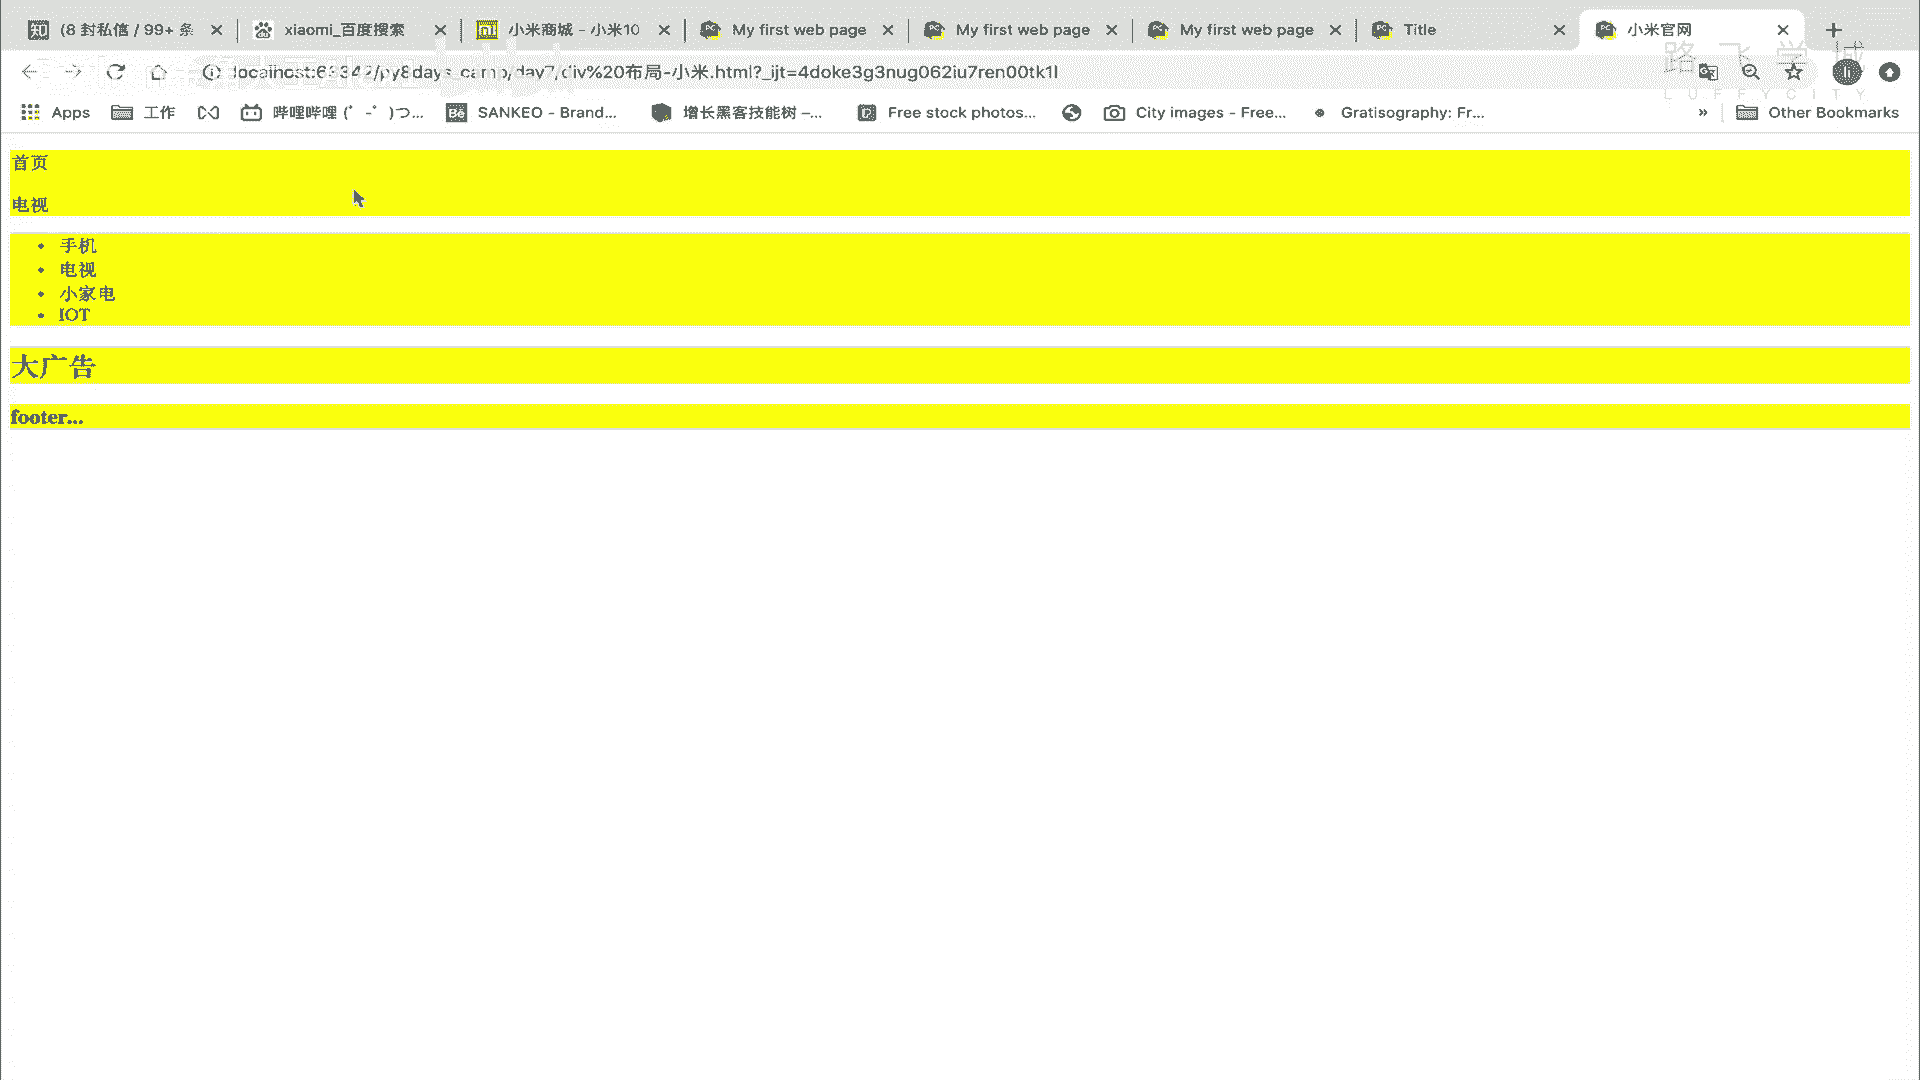 (8 封私信 / 99+ 条
xiaomi_百度搜索
小米商城 - 小米10
My first web page
My first web page
My first web page
Title
小米官网
路飞学城
LUFFYCITY
localhost:63342/py8days_camp/day7/div%20布局-小米.html?_ijt=4doke3g3nug062iu7ren00tk1l
Apps
工作
哔哩哔哩 (゜-゜)つ...
SANKEO - Brand...
增长黑客技能树 –...
Free stock photos...
City images - Free...
Gratisography: Fr...
»
Other Bookmarks
首页
电视
• 手机
• 电视
• 小家电
• IOT
大广告
footer...